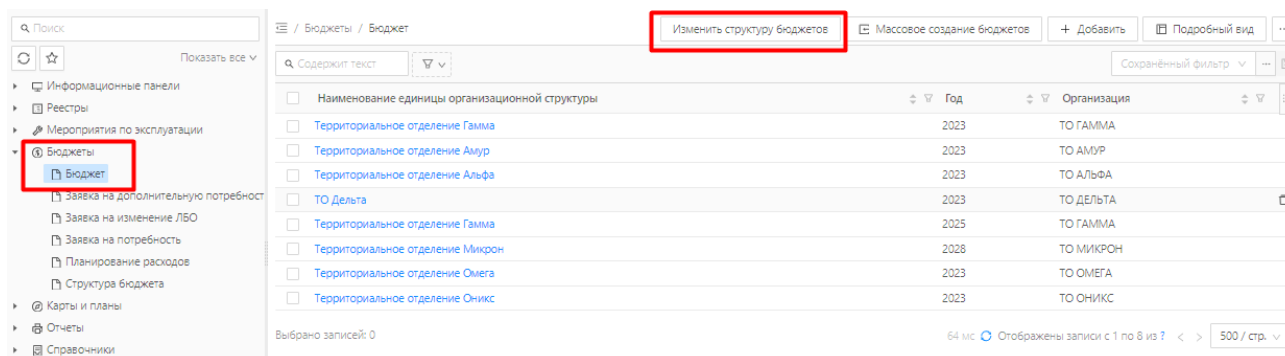 Поиск
/ Бюджеты / Бюджет
Изменить структуру бюджетов
Массовое создание бюджетов
+ Добавить
Подробный вид
Показать все
Содержит текст
Сохранённый фильтр
Информационные панели
Реестры
Мероприятия по эксплуатации
Бюджеты
Бюджет
Заявка на дополнительную потребност
Заявка на изменение ЛБО
Заявка на потребность
Планирование расходов
Структура бюджета
Карты и планы
Отчеты
Справочники
Наименование единицы организационной структуры Год Организация
Территориальное отделение Гамма 2023 ТО ГАММА
Территориальное отделение Амур 2023 ТО АМУР
Территориальное отделение Альфа 2023 ТО АЛЬФА
ТО Дельта 2023 ТО ДЕЛЬТА
Территориальное отделение Гамма 2025 ТО ГАММА
Территориальное отделение Микрон 2028 ТО МИКРОН
Территориальное отделение Омега 2023 ТО ОМЕГА
Территориальное отделение Оникс 2023 ТО ОНИКС
Выбрано записей: 0
64 мс Отображены записи с 1 по 8 из ? < > 500 / стр.